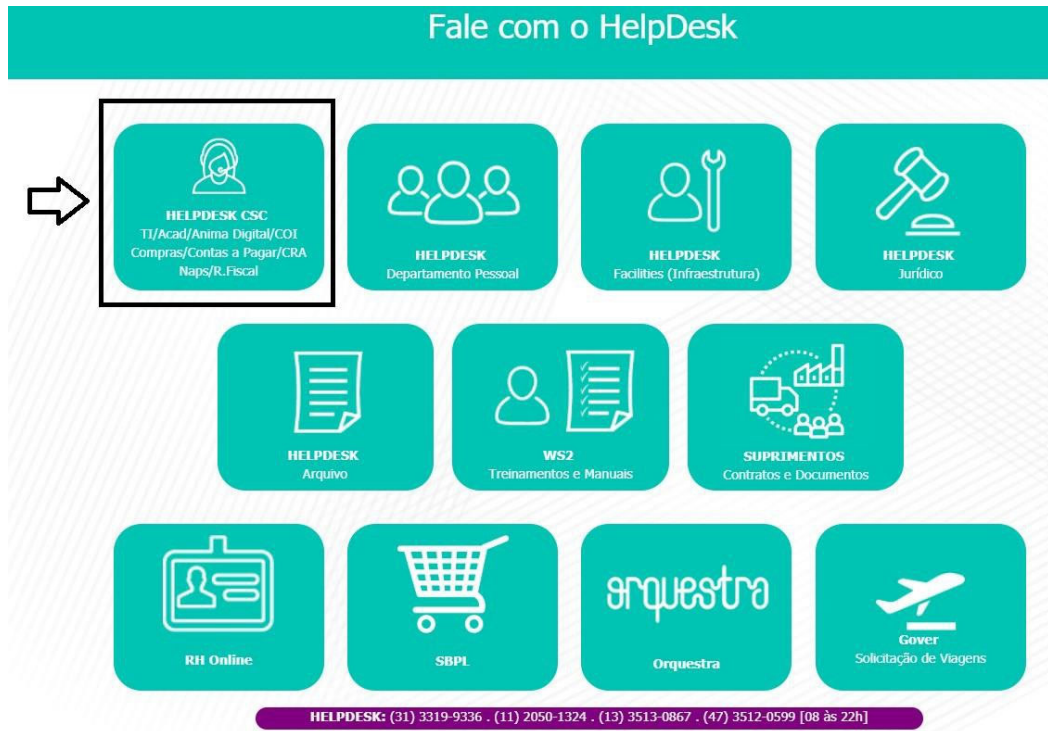 Fale com o HelpDesk
HELPDESK CSC
TI/Acad/Anima Digital/COI
Compras/Contas a Pagar/CRA
Naps/R.Fiscal
HELPDESK
Departamento Pessoal
HELPDESK
Facilities (Infraestrutura)
HELPDESK
Jurídico
HELPDESK
Arquivo
WS2
Treinamentos e Manuais
SUPRIMENTOS
Contratos e Documentos
RH Online
SBPL
orquestra
Orquestra
Gover
Solicitação de Viagens
HELPDESK: (31) 3319-9336 . (11) 2050-1324 . (13) 3513-0867 . (47) 3512-0599 [08 às 22h]